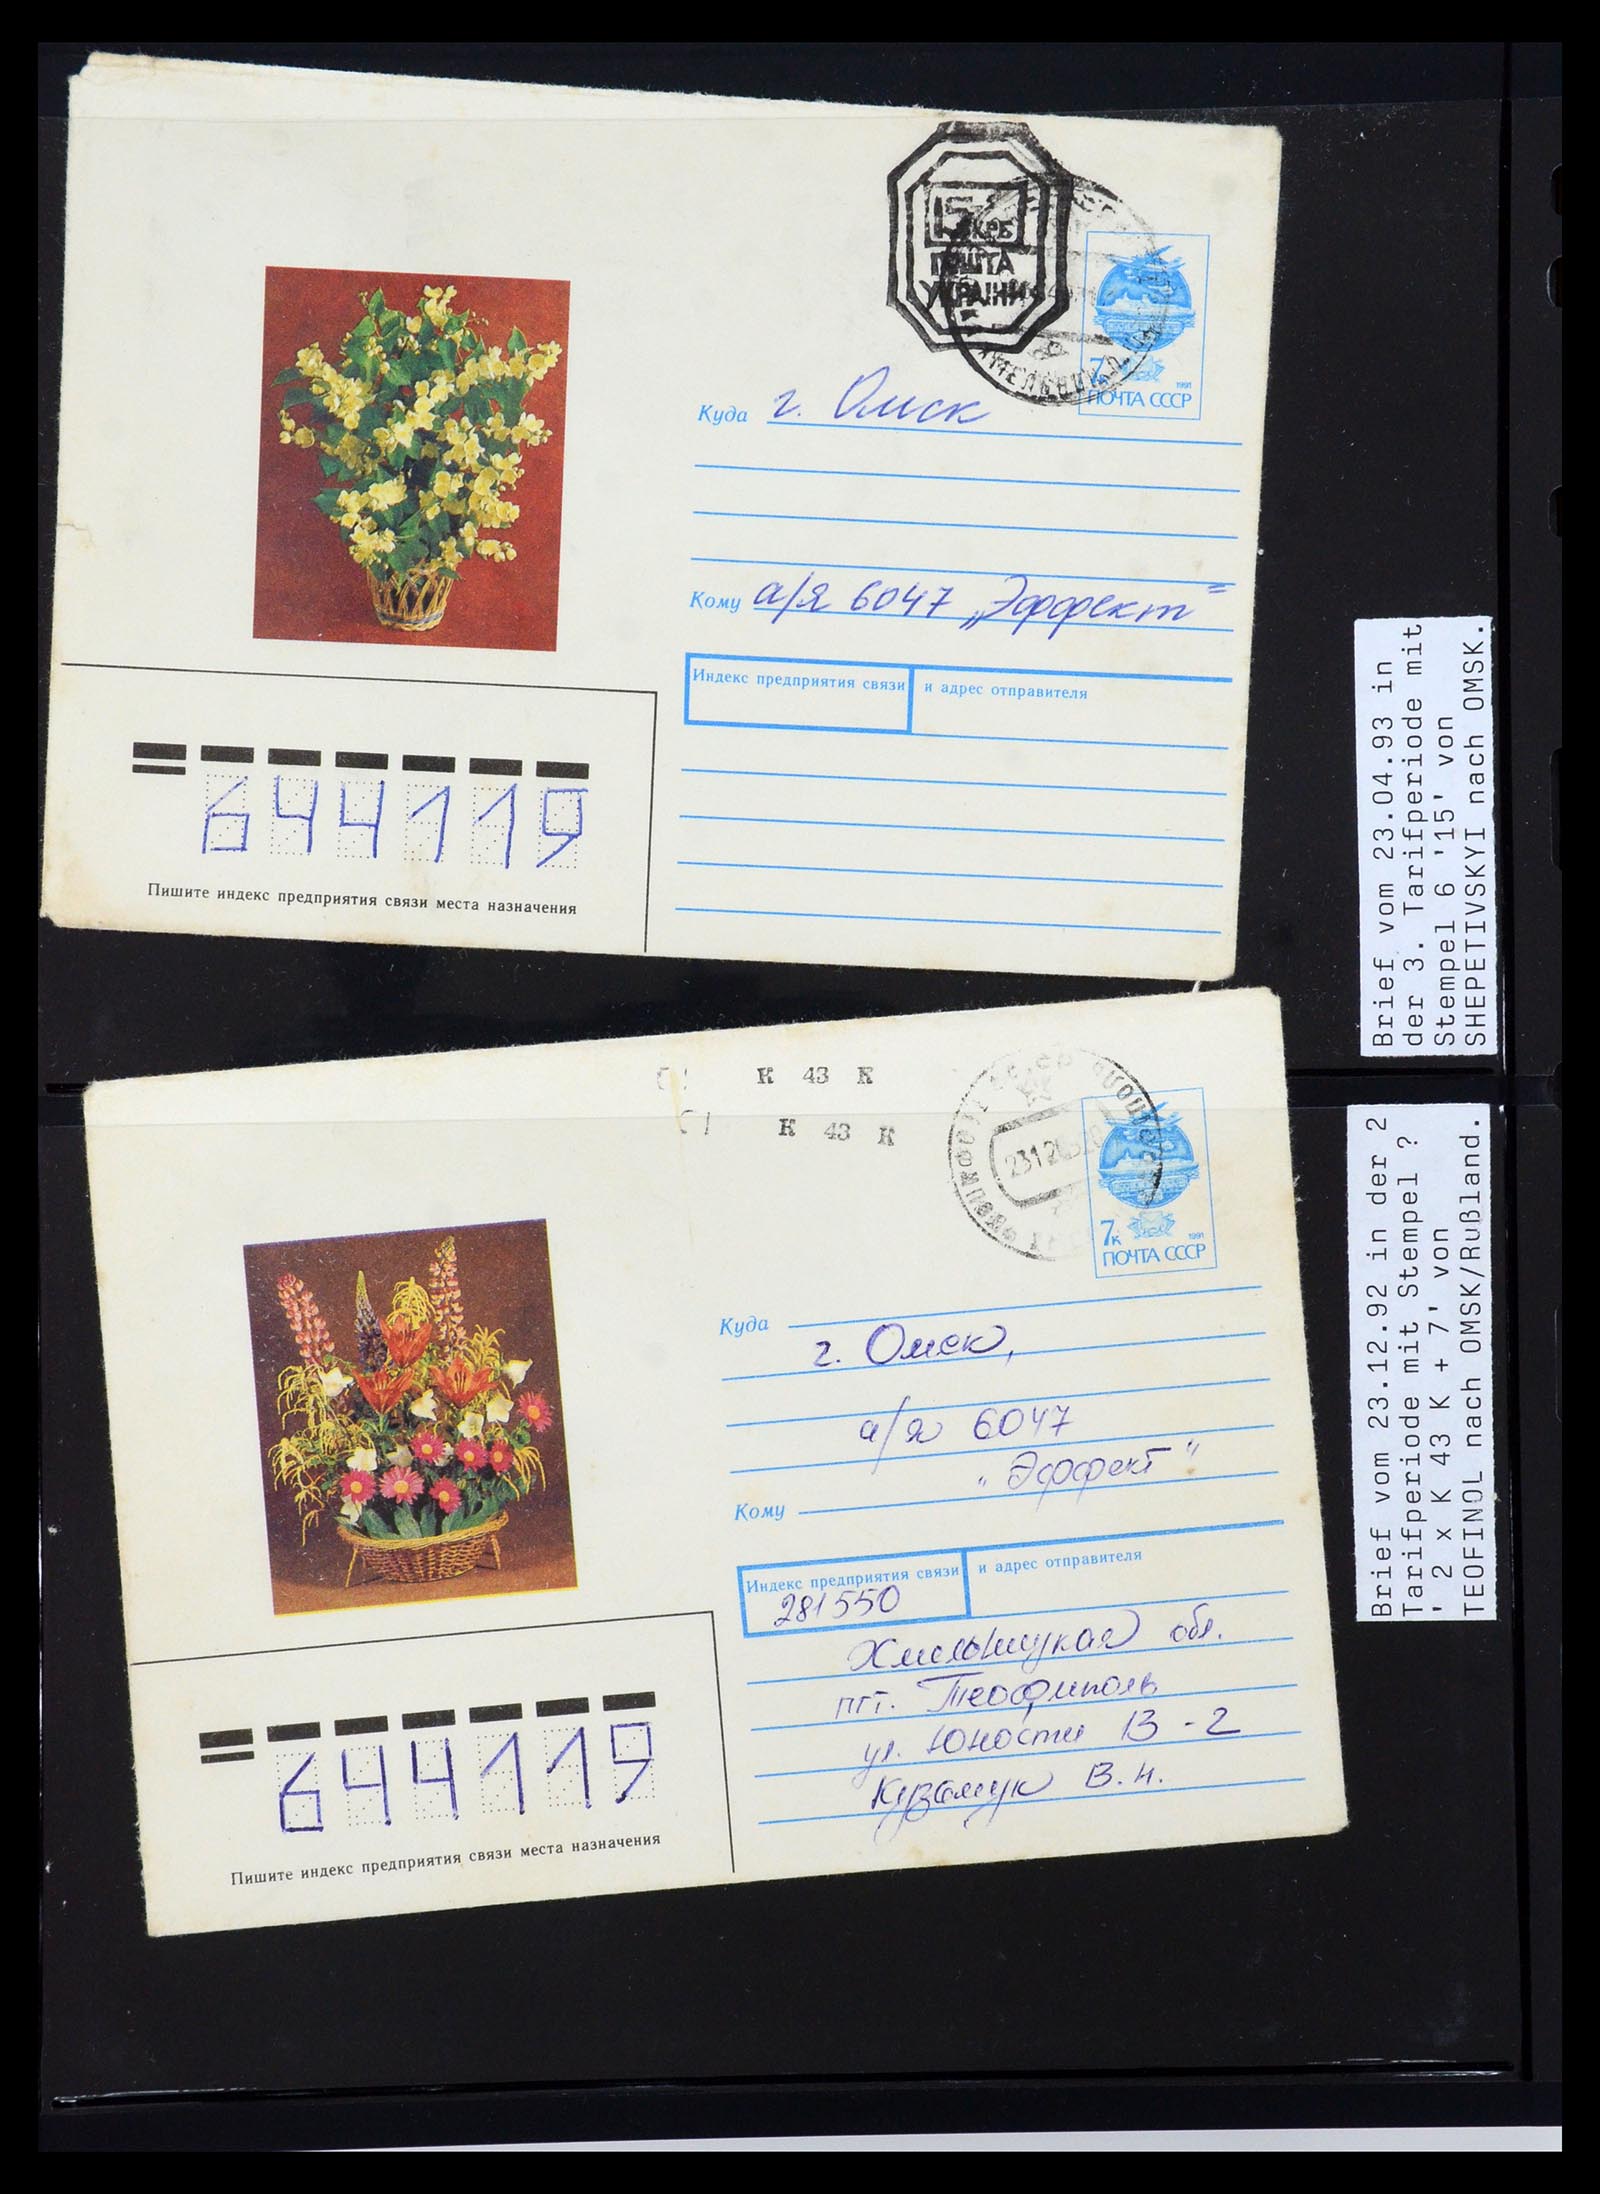 15 крб
ПОШТА
УКРАЇНИ
7к
1991
ПОЧТА СССР
Куда г. Омск
Кому а/я 6047 „Эффект"
Индекс предприятия связи и адрес отправителя
644119
Пишите индекс предприятия связи места назначения
Brief vom 23.04.93 in
der 3. Tarifperiode mit
Stempel 6 '15' von
SHEPETIVSKYI nach OMSK.
К 43 К
К 43 К
7к
1991
ПОЧТА СССР
Куда
г. Омск,
а/я 6047
„Эффект"
Кому
Индекс предприятия связи и адрес отправителя
281550
Хмельницкая обл.
пгт. Теофиполь
ул. Юности 13-2
В. Н.
644119
Пишите индекс предприятия связи места назначения
Brief vom 23.12.92 in der 2
Tarifperiode mit Stempel ?
' 2 x K 43 K + 7' von
TEOFINOL nach OMSK/Rußland.